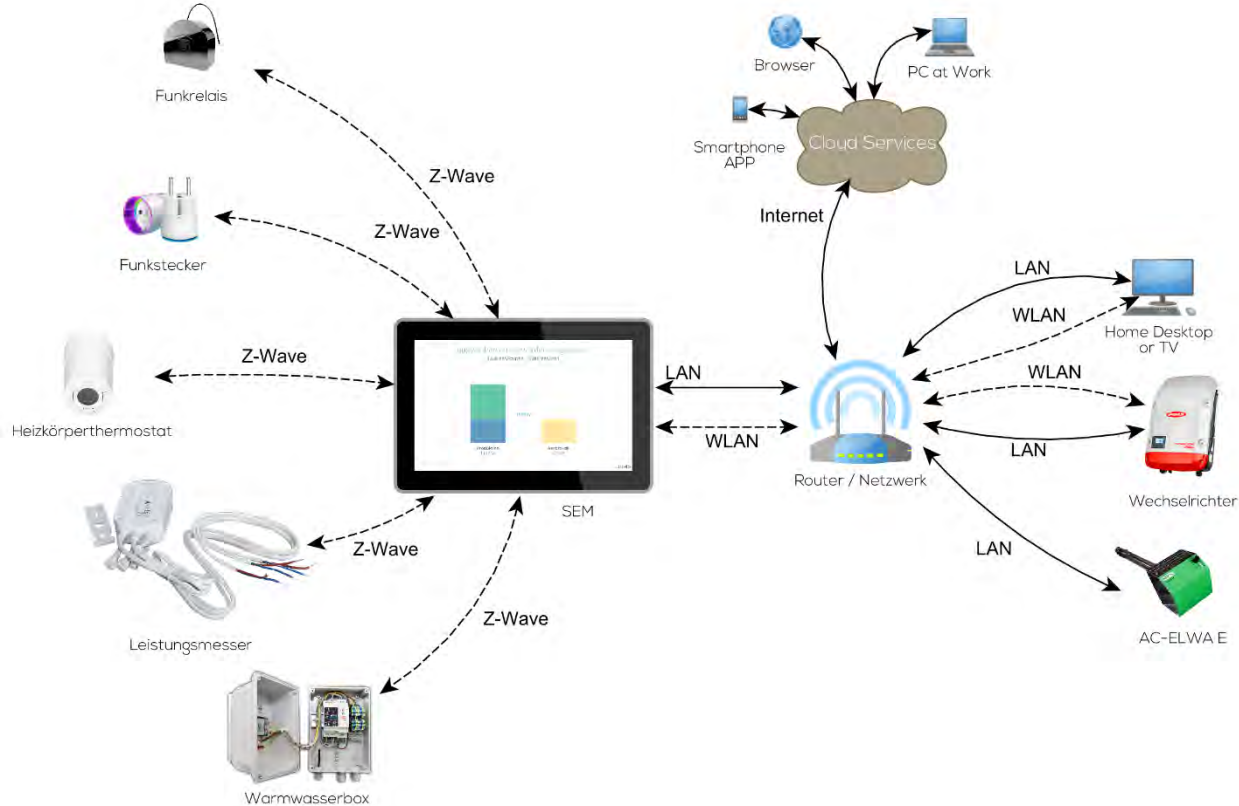 Funkrelais
Z-Wave
Funkstecker
Z-Wave
Heizkörperthermostat
Z-Wave
Leistungsmesser
Z-Wave
Warmwasserbox
Z-Wave
SEM
LAN
WLAN
Browser
PC at Work
Smartphone
APP
Cloud Services
Internet
Router / Netzwerk
LAN
WLAN
Home Desktop
or TV
WLAN
LAN
Wechselrichter
LAN
AC-ELWA E